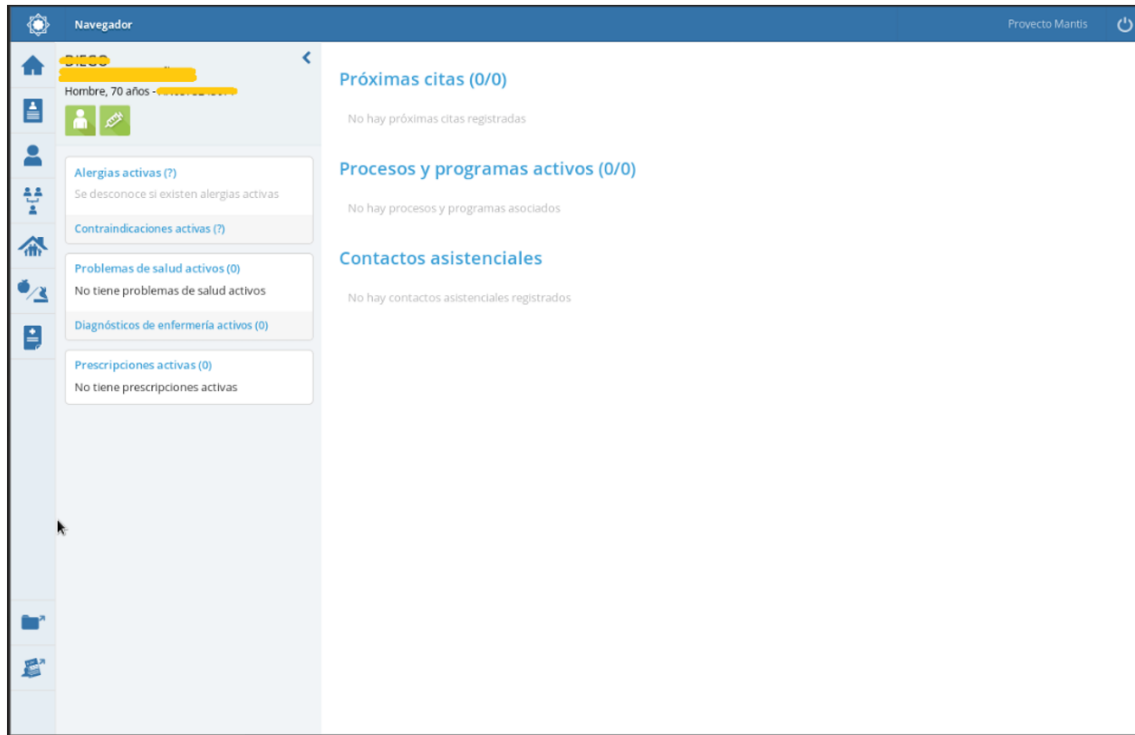 Navegador
Proyecto Mantis
Hombre, 70 años -
Alergias activas (?)
Se desconoce si existen alergias activas
Contraindicaciones activas (?)
Problemas de salud activos (0)
No tiene problemas de salud activos
Diagnósticos de enfermería activos (0)
Prescripciones activas (0)
No tiene prescripciones activas
Próximas citas (0/0)
No hay próximas citas registradas
Procesos y programas activos (0/0)
No hay procesos y programas asociados
Contactos asistenciales
No hay contactos asistenciales registrados